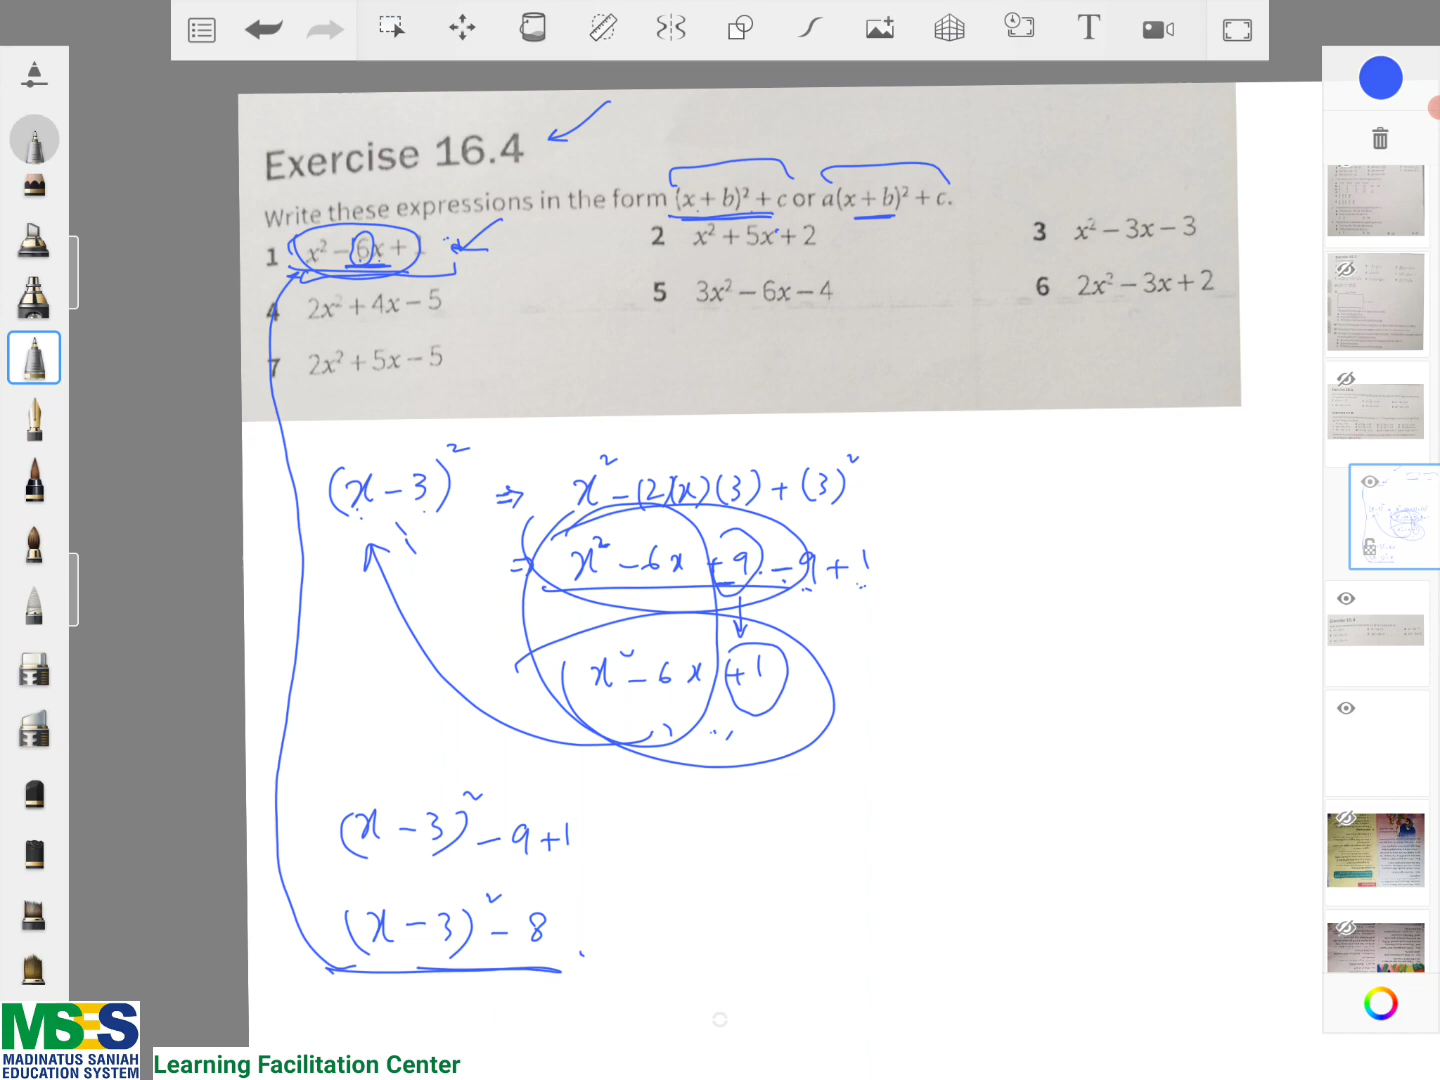 Exercise 16.4
Write these expressions in the form (x + b)² + c or a(x + b)² + c.
1 x² − 6x +
2 x² + 5x + 2
3 x² − 3x − 3
4 2x² + 4x − 5
5 3x² − 6x − 4
6 2x² − 3x + 2
7 2x² + 5x − 5
(x − 3)² ⇒ x² − (2)(x)(3) + (3)²
⇒ x² − 6x + 9 − 9 + 1
(x² − 6x + 1
(x − 3)² − 9 + 1
(x − 3)² − 8
T
MSES
MADINATUS SANIAH
EDUCATION SYSTEM
Learning Facilitation Center